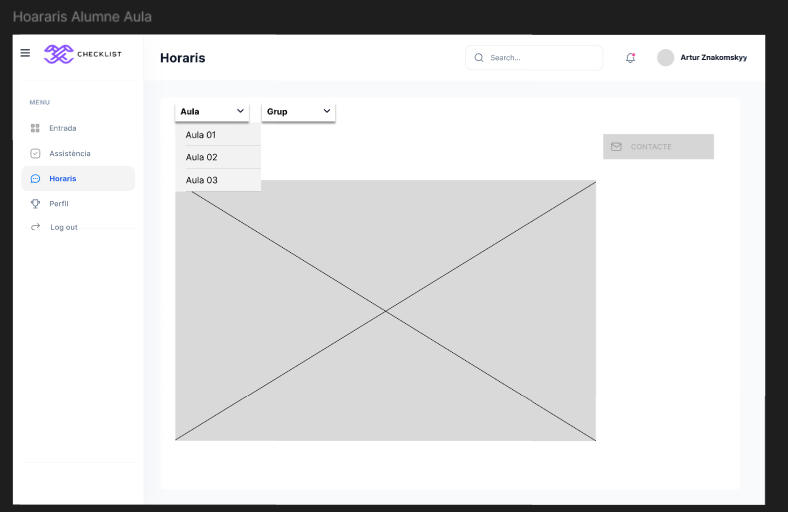 Hoararis Alumne Aula
CHECKLIST
Horaris
Search...
Artur Znakomskyy
MENU
Entrada
Assistència
Horaris
Perfil
Log out
Aula
Grup
Aula 01
Aula 02
Aula 03
CONTACTE